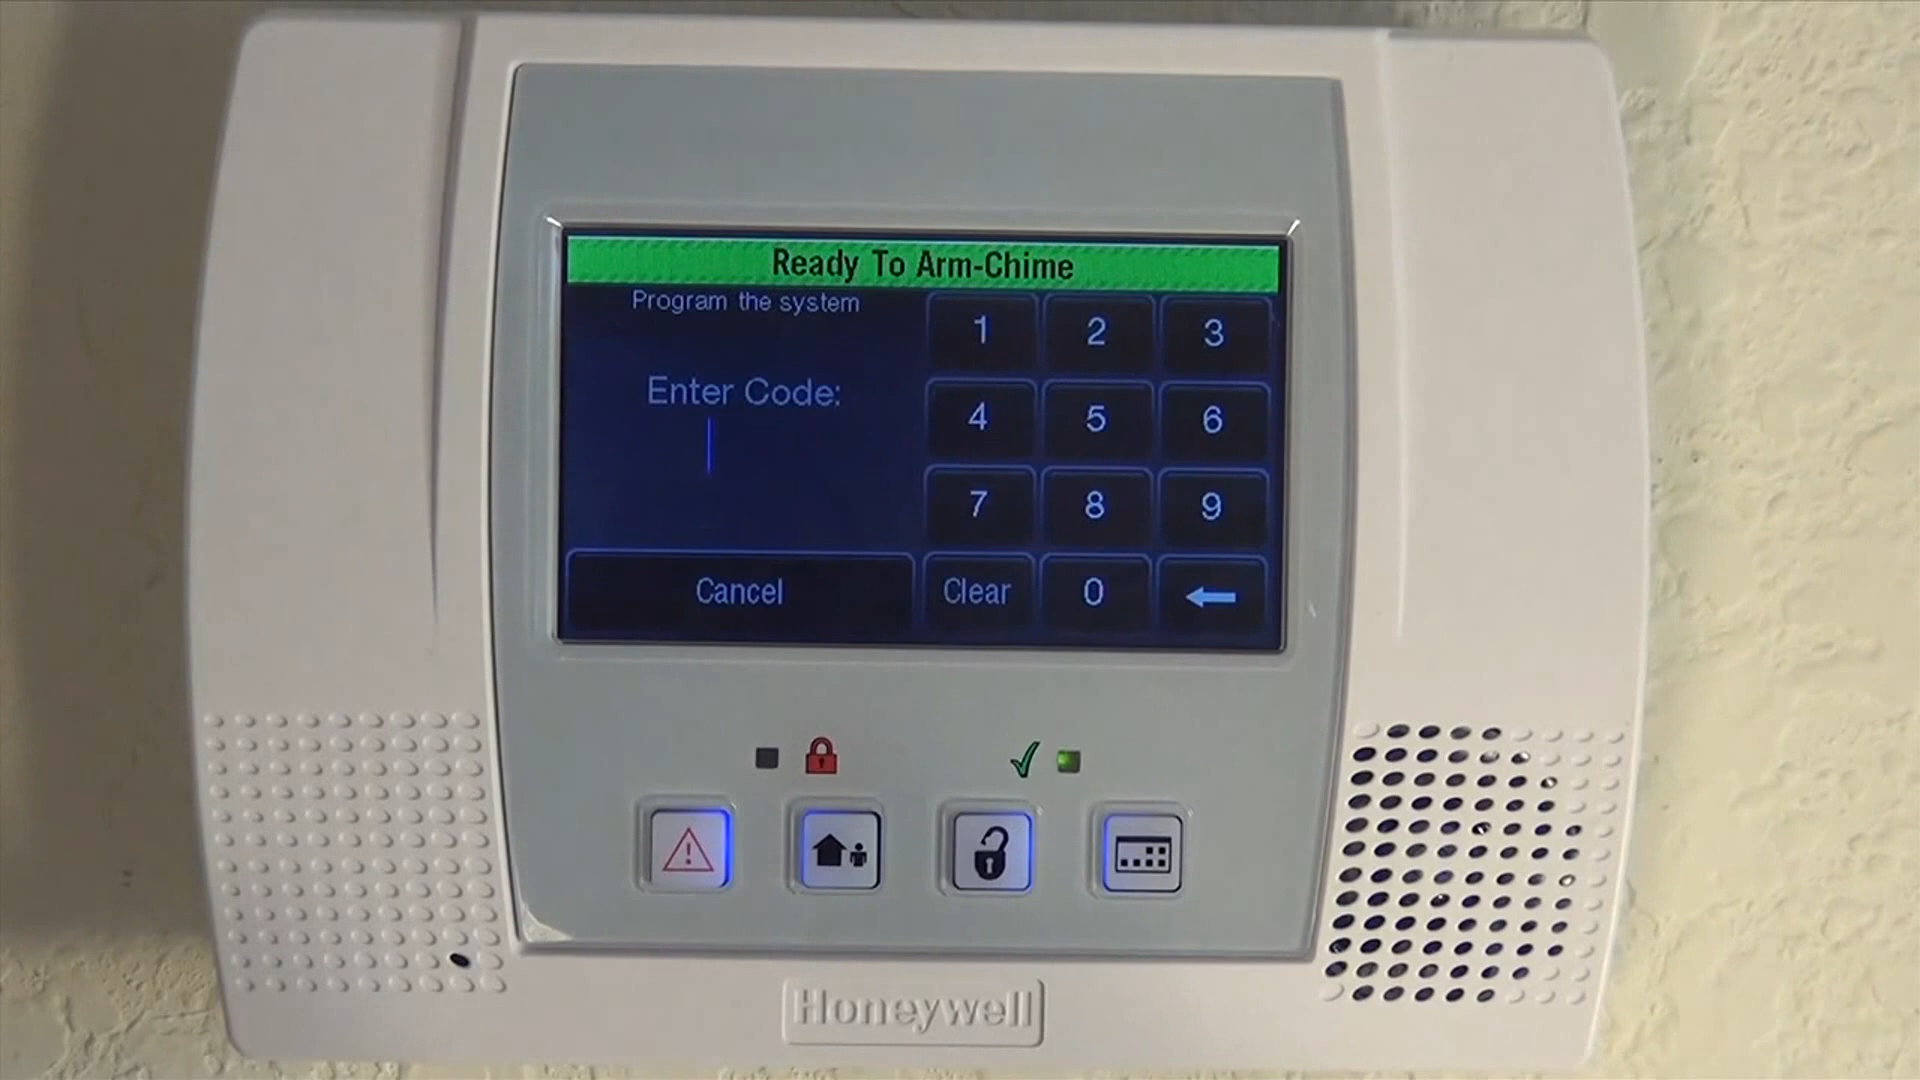 Ready To Arm-Chime
Program the system
Enter Code:
1 2 3
4 5 6
7 8 9
Cancel Clear 0
Honeywell